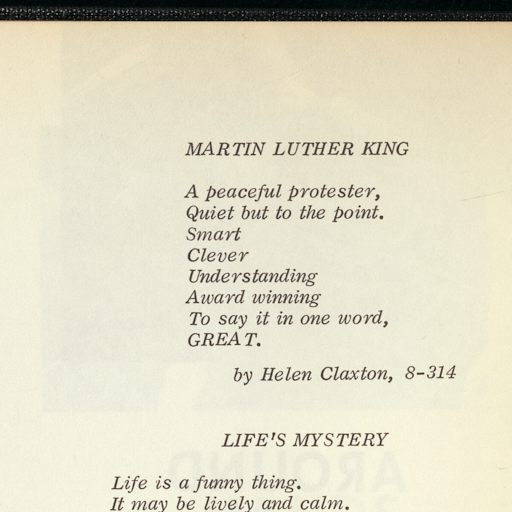 MARTIN LUTHER KING
A peaceful protester,
Quiet but to the point.
Smart
Clever
Understanding
Award winning
To say it in one word,
GREAT.
by Helen Claxton, 8-314
LIFE'S MYSTERY
Life is a funny thing.
It may be lively and calm.
AROUND